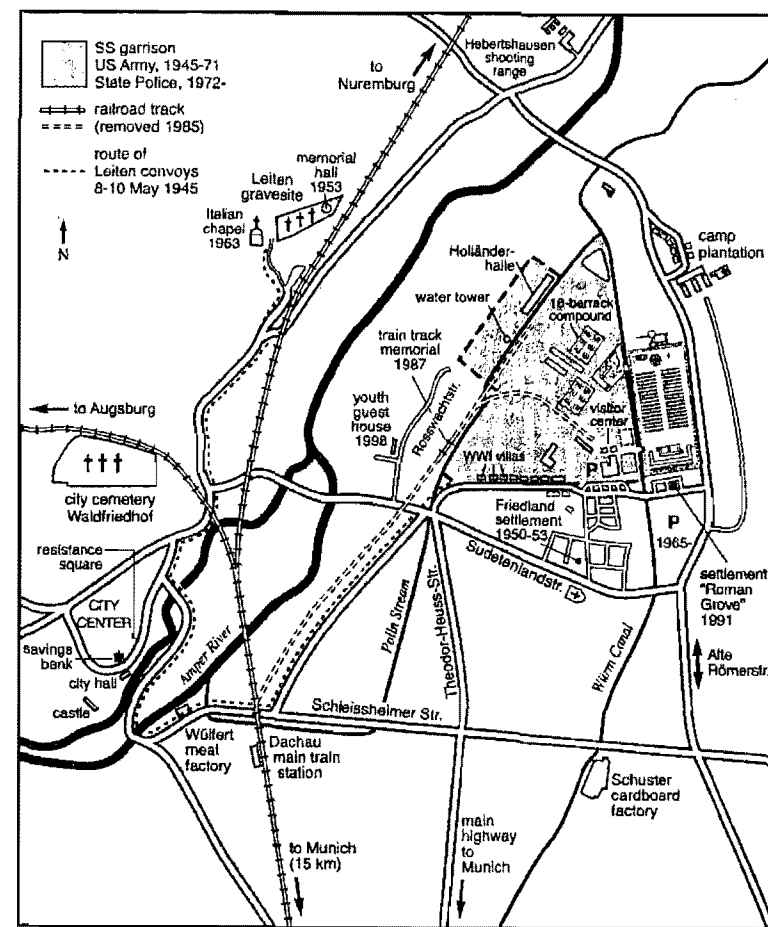 SS garrison
US Army, 1945-71
State Police, 1972-
railroad track
(removed 1985)
route of
Leiten convoys
8-10 May 1945
N
to
Nuremburg
Hebertshausen
shooting
range
memorial
hall
1953
Leiten
gravesite
Italian
chapel
1963
camp
plantation
Holländer-
halle
water tower
18-barrack
compound
train track
memorial
1987
youth
guest
house
1998
Rosswachtstr.
visitor
center
to Augsburg
WWI villas
P
city cemetery
Waldfriedhof
Friedland
settlement
1950-53
P
1965-
resistance
square
Sudetenlandstr.
settlement
"Roman
Grove"
1991
CITY
CENTER
savings
bank
city hall
castle
Amper River
Polln Stream
Theodor-Heuss-Str.
Würm Canal
Alte
Römerstr.
Schleissheimer Str.
Wülfert
meat
factory
Dachau
main train
station
Schuster
cardboard
factory
to Munich
(15 km)
main
highway
to
Munich